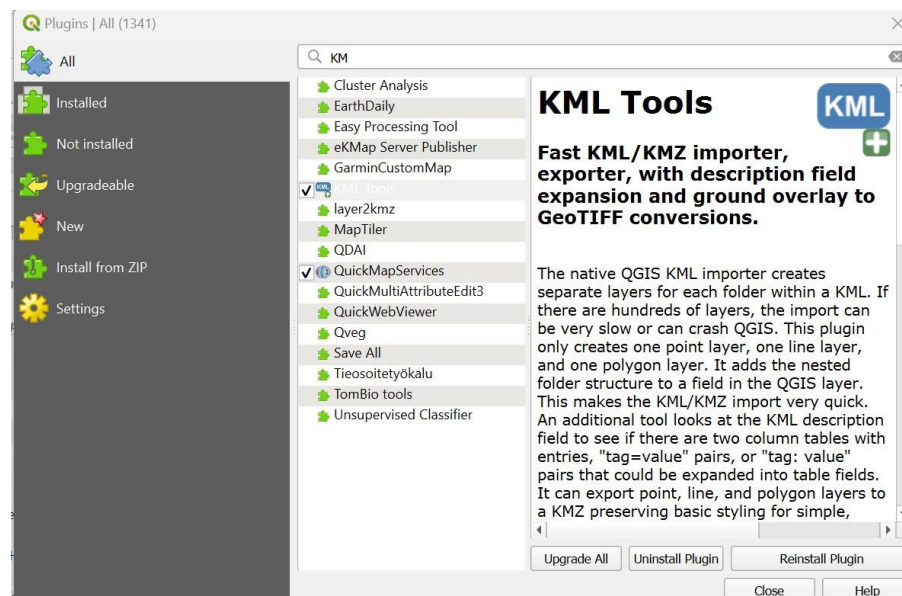 Plugins | All (1341)
All
KM
Installed
Not installed
Upgradeable
New
Install from ZIP
Settings
Cluster Analysis
EarthDaily
Easy Processing Tool
eKMap Server Publisher
GarminCustomMap
KML Tools
layer2kmz
MapTiler
QDAI
QuickMapServices
QuickMultiAttributeEdit3
QuickWebViewer
Qveg
Save All
Tieosoitetyökalu
TomBio tools
Unsupervised Classifier
KML Tools
KML
Fast KML/KMZ importer,
exporter, with description field
expansion and ground overlay to
GeoTIFF conversions.
The native QGIS KML importer creates
separate layers for each folder within a KML. If
there are hundreds of layers, the import can
be very slow or can crash QGIS. This plugin
only creates one point layer, one line layer,
and one polygon layer. It adds the nested
folder structure to a field in the QGIS layer.
This makes the KML/KMZ import very quick.
An additional tool looks at the KML description
field to see if there are two column tables with
entries, "tag=value" pairs, or "tag: value"
pairs that could be expanded into table fields.
It can export point, line, and polygon layers to
a KMZ preserving basic styling for simple,
Upgrade All
Uninstall Plugin
Reinstall Plugin
Close
Help